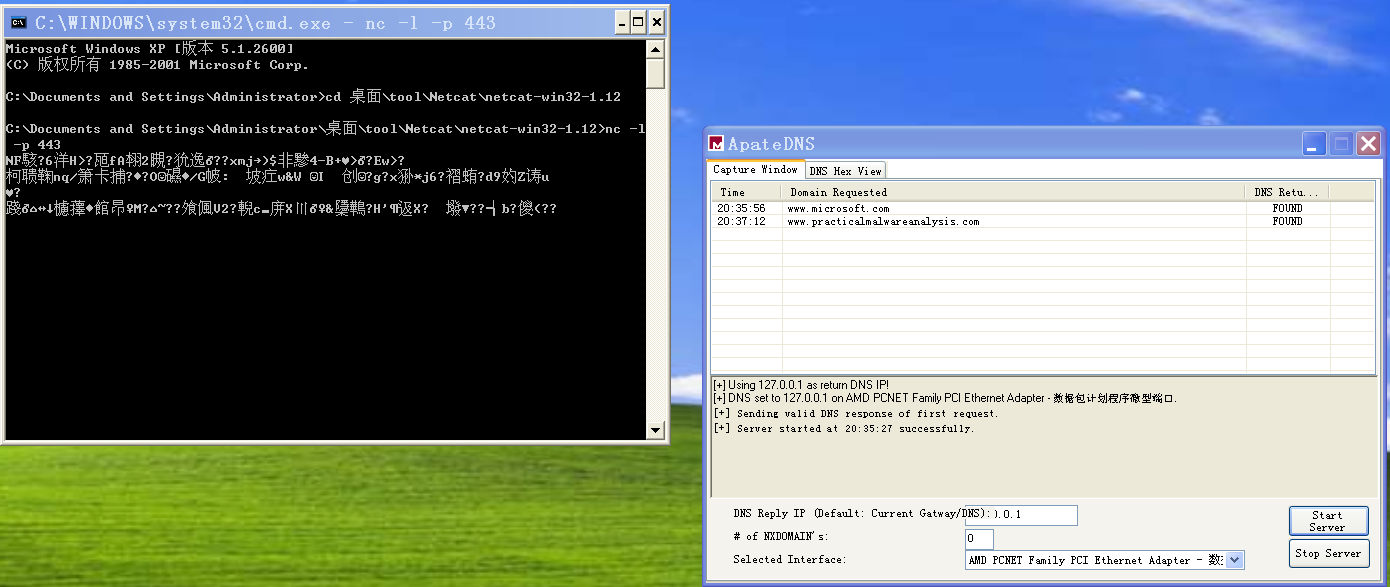 C:\WINDOWS\system32\cmd.exe - nc -l -p 443
Microsoft Windows XP [版本 5.1.2600]
(C) 版权所有 1985-2001 Microsoft Corp.
C:\Documents and Settings\Administrator>cd 桌面\tool\Netcat\netcat-win32-1.12
C:\Documents and Settings\Administrator\桌面\tool\Netcat\netcat-win32-1.12>nc -l
-p 443
ApateDNS
Capture Window DNS Hex View
Time Domain Requested DNS Retu...
20:35:56 www.microsoft.com FOUND
20:37:12 www.practicalmalwareanalysis.com FOUND
[+] Using 127.0.0.1 as return DNS IP!
[+] DNS set to 127.0.0.1 on AMD PCNET Family PCI Ethernet Adapter - 数据包计划程序微型端口.
[+] Sending valid DNS response of first request.
[+] Server started at 20:35:27 successfully.
DNS Reply IP (Default: Current Gatway/DNS): ).0.1
# of NXDOMAIN's: 0
Selected Interface: AMD PCNET Family PCI Ethernet Adapter - 数
Start Server
Stop Server